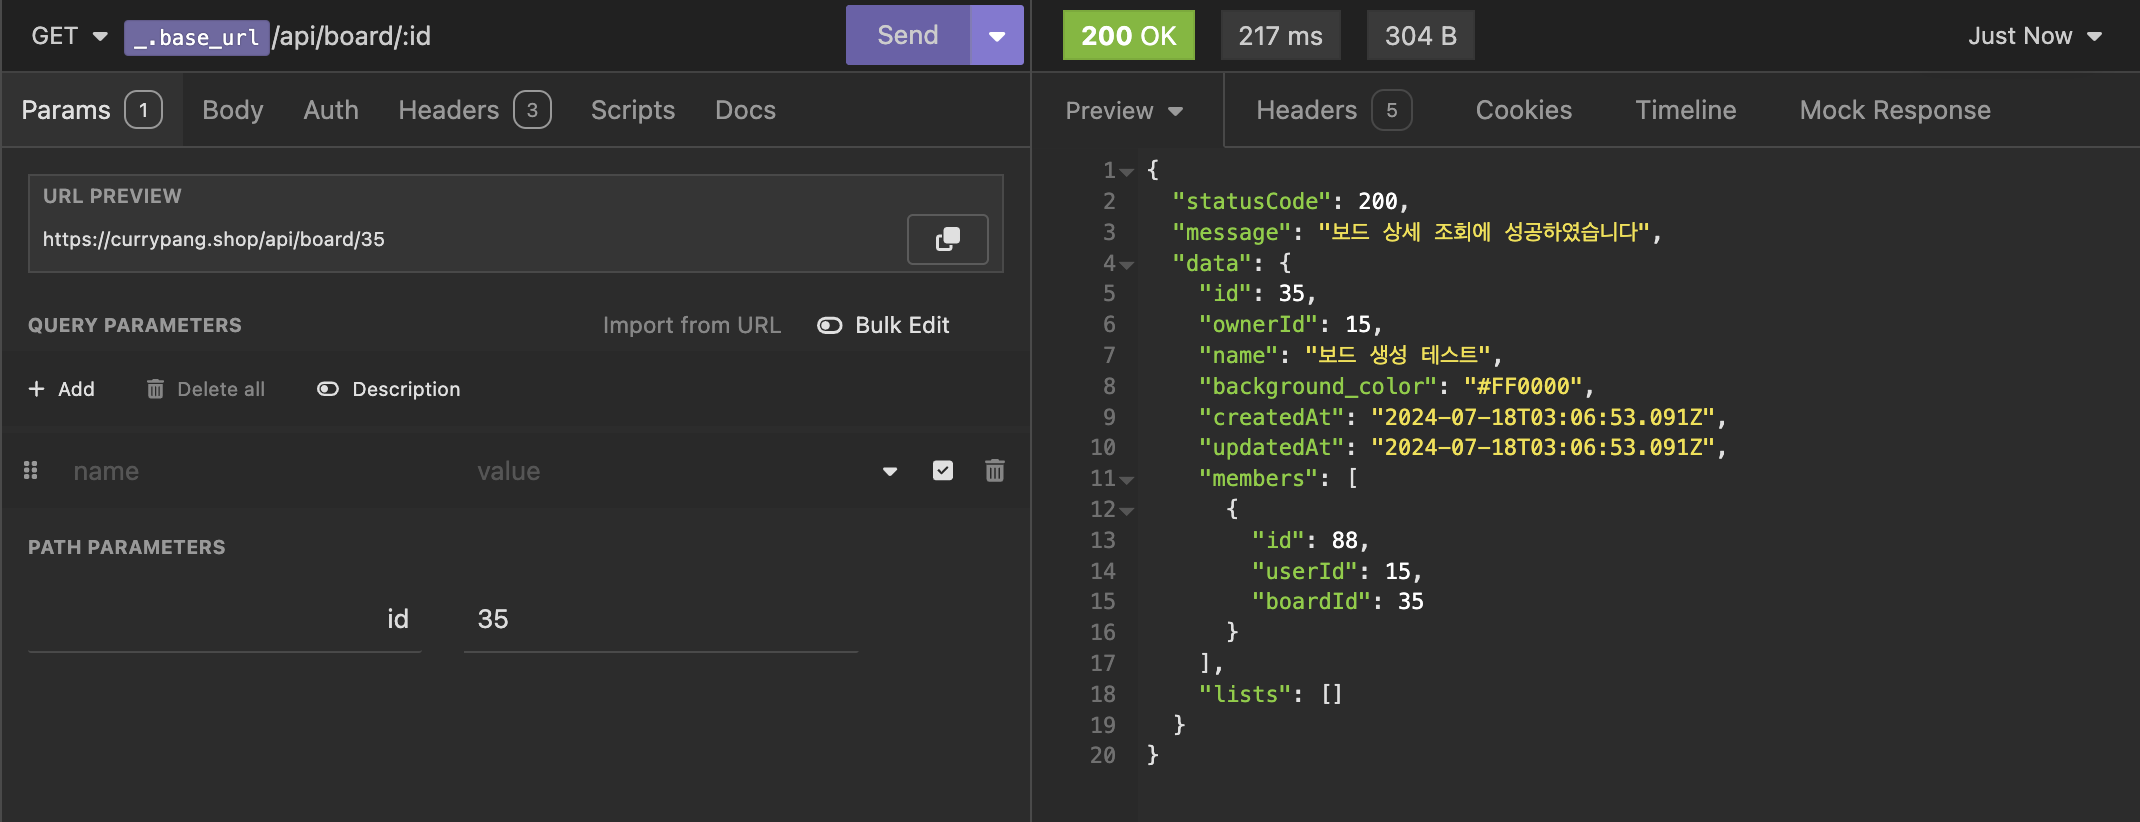 GET _.base_url/api/board/:id Send
200 OK 217 ms 304 B Just Now
Params 1 Body Auth Headers 3 Scripts Docs
Preview Headers 5 Cookies Timeline Mock Response
URL PREVIEW
https://currypang.shop/api/board/35
QUERY PARAMETERS Import from URL Bulk Edit
+ Add Delete all Description
name value
PATH PARAMETERS
id 35
1 {
2 "statusCode": 200,
3 "message": "보드 상세 조회에 성공하였습니다",
4 "data": {
5 "id": 35,
6 "ownerId": 15,
7 "name": "보드 생성 테스트",
8 "background_color": "#FF0000",
9 "createdAt": "2024-07-18T03:06:53.091Z",
10 "updatedAt": "2024-07-18T03:06:53.091Z",
11 "members": [
12 {
13 "id": 88,
14 "userId": 15,
15 "boardId": 35
16 }
17 ],
18 "lists": []
19 }
20 }